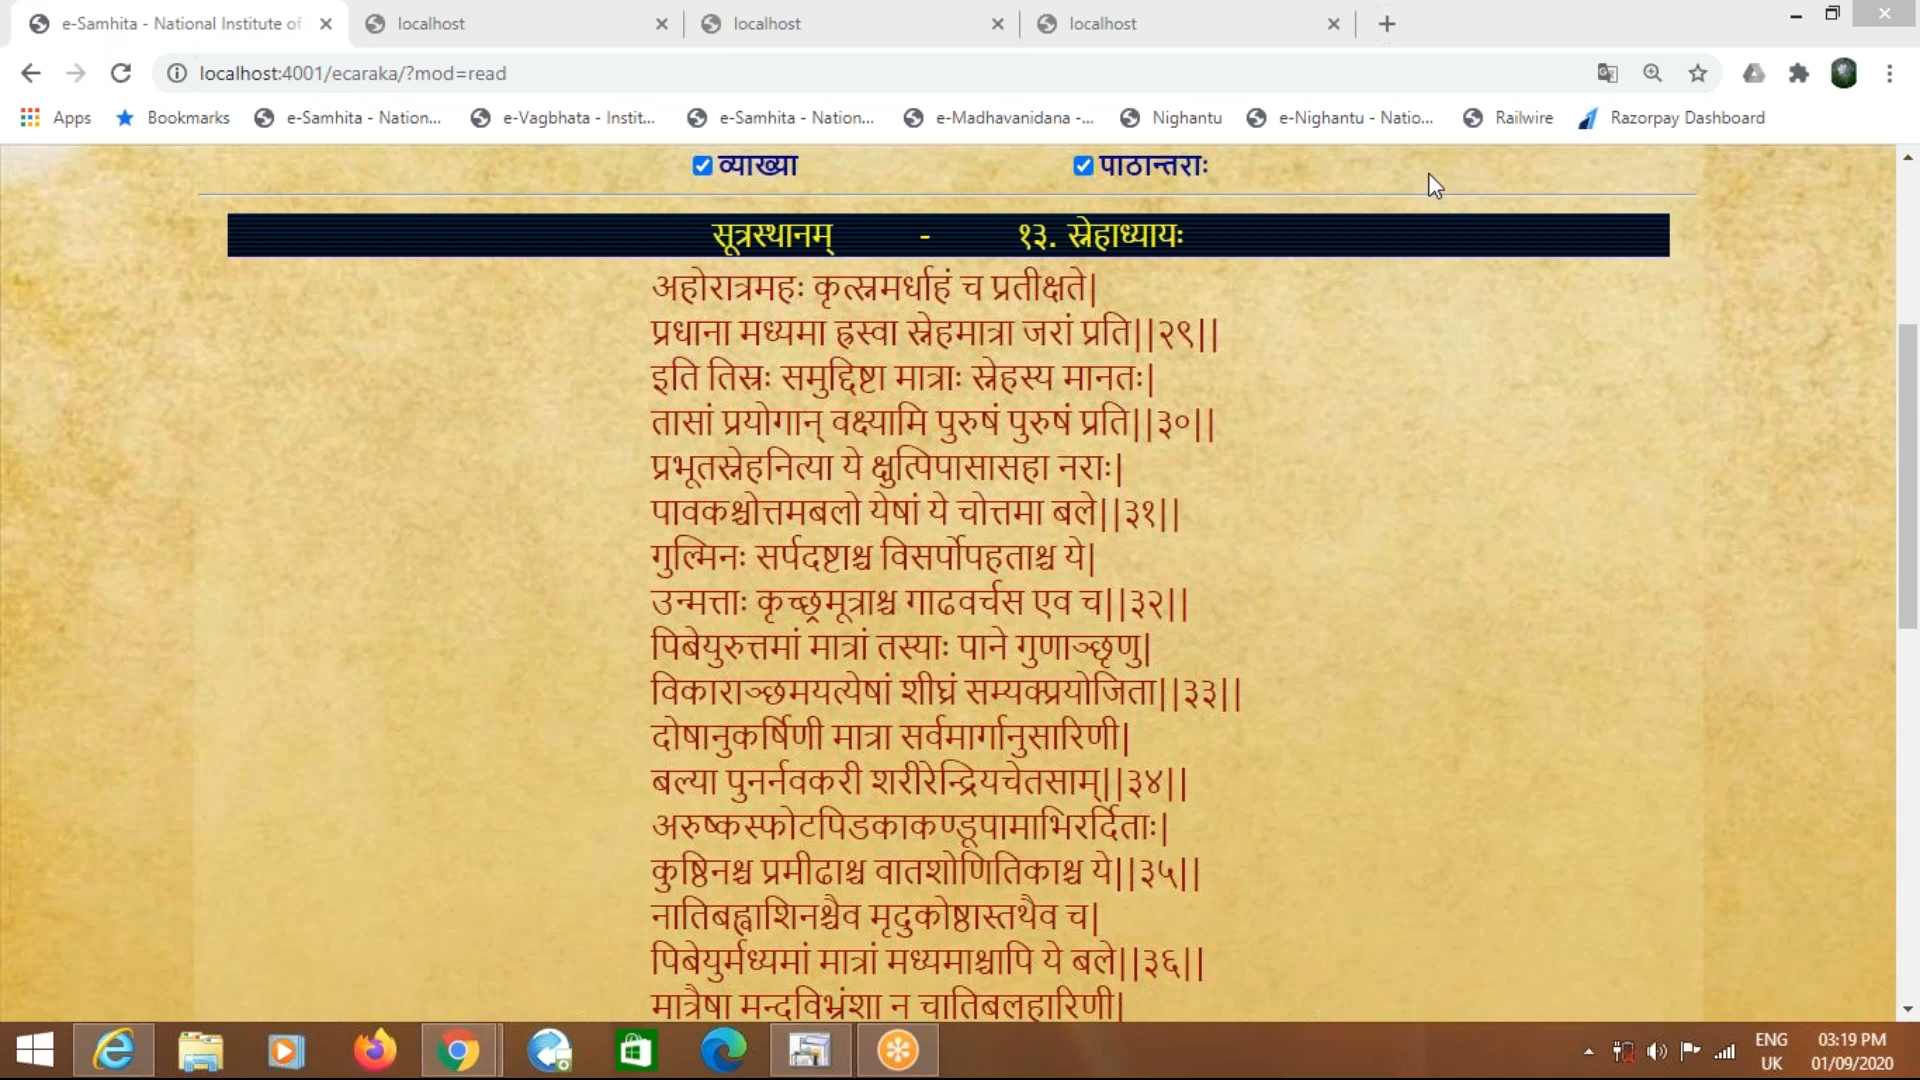 e-Samhita - National Institute of
localhost
localhost
localhost
localhost:4001/ecaraka/?mod=read
Apps
Bookmarks
e-Samhita - Nation...
e-Vagbhata - Instit...
e-Samhita - Nation...
e-Madhavanidana -...
Nighantu
e-Nighantu - Natio...
Railwire
Razorpay Dashboard
व्याख्या
पाठान्तराः
सूत्रस्थानम् - १३. स्नेहाध्यायः
अहोरात्रमहः कृत्स्नमर्धाहं च प्रतीक्षते|
प्रधाना मध्यमा ह्रस्वा स्नेहमात्रा जरां प्रति||२९||
इति तिस्रः समुद्दिष्टा मात्राः स्नेहस्य मानतः|
तासां प्रयोगान् वक्ष्यामि पुरुषं पुरुषं प्रति||३०||
प्रभूतस्नेहनित्या ये क्षुत्पिपासासहा नराः|
पावकश्चोत्तमबलो येषां ये चोत्तमा बले||३१||
गुल्मिनः सर्पदष्टाश्च विसर्पोपहताश्च ये|
उन्मत्ताः कृच्छ्रमूत्राश्च गाढवर्चस एव च||३२||
पिबेयुरुत्तमां मात्रां तस्याः पाने गुणाञ्छृणु|
विकाराञ्छमयत्येषां शीघ्रं सम्यक्प्रयोजिता||३३||
दोषानुकर्षिणी मात्रा सर्वमार्गानुसारिणी|
बल्या पुनर्नवकरी शरीरेन्द्रियचेतसाम्||३४||
अरुष्कस्फोटपिडकाकण्डूपामाभिरर्दिताः|
कुष्ठिनश्च प्रमीढाश्च वातशोणितिकाश्च ये||३५||
नातिबह्वाशिनश्चैव मृदुकोष्ठास्तथैव च|
पिबेयुर्मध्यमां मात्रां मध्यमाश्चापि ये बले||३६||
मात्रैषा मन्दविभ्रंशा न चातिबलहारिणी|
ENG
UK
03:19 PM
01/09/2020